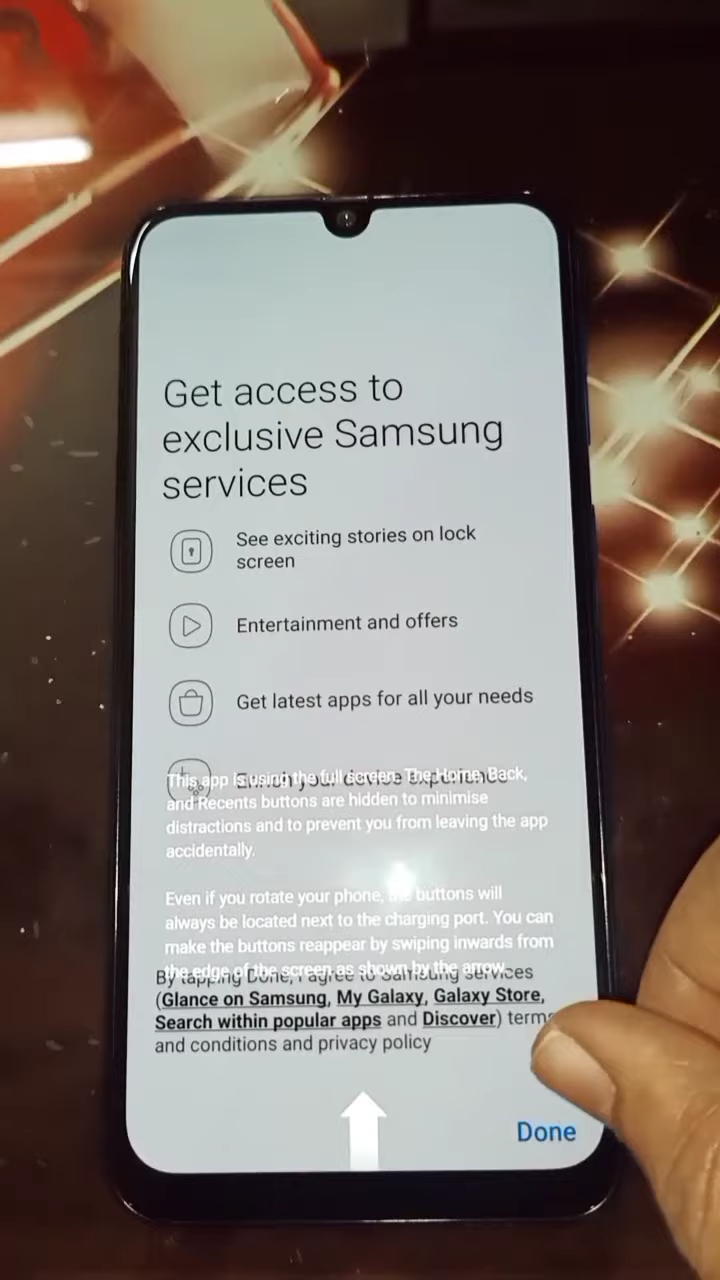 Get access to
exclusive Samsung
services
See exciting stories on lock
screen
Entertainment and offers
Get latest apps for all your needs
Enrich your device experience
This app is using the full screen. The Home, Back,
and Recents buttons are hidden to minimise
distractions and to prevent you from leaving the app
accidentally.
Even if you rotate your phone, the buttons will
always be located next to the charging port. You can
make the buttons reappear by swiping inwards from
the edge of the screen as shown by the arrow.
By tapping Done, I agree to Samsung services
(Glance on Samsung, My Galaxy, Galaxy Store,
Search within popular apps and Discover) terms
and conditions and privacy policy
Done